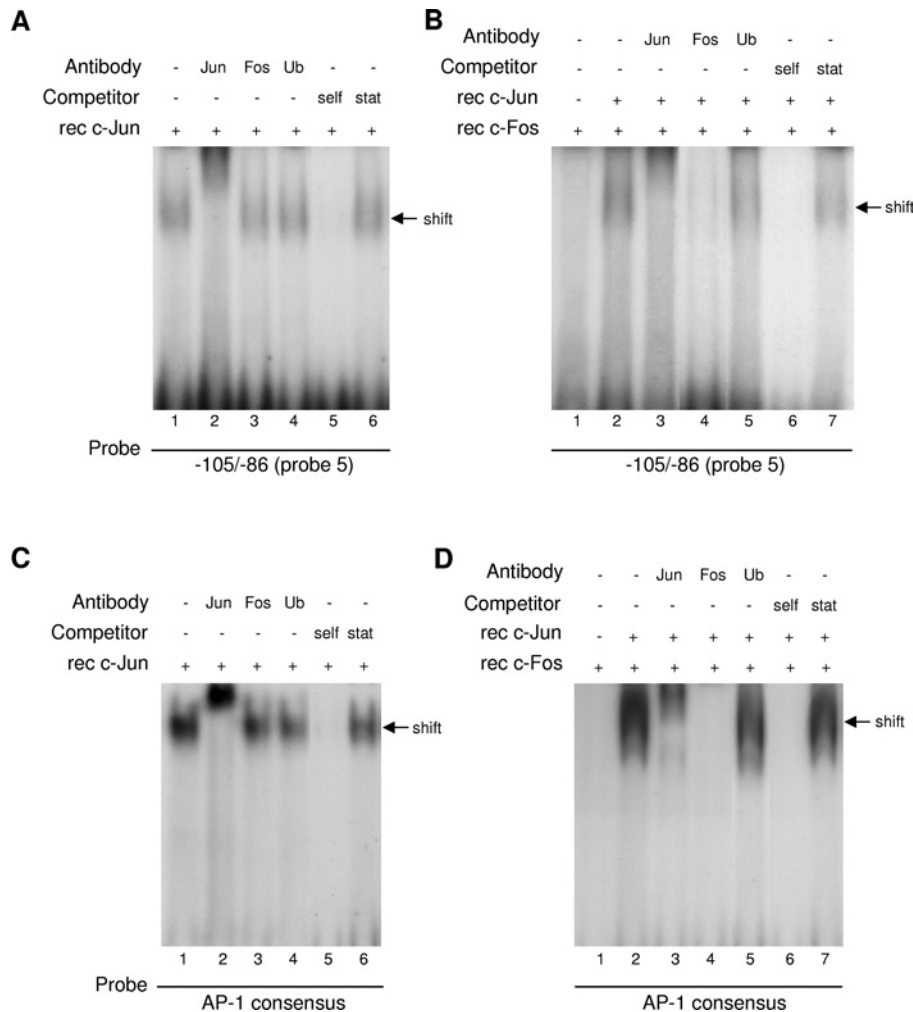 A
Antibody - Jun Fos Ub - -
Competitor - - - - self stat
rec c-Jun + + + + + +
shift
1 2 3 4 5 6
Probe
-105/-86 (probe 5)
B
Antibody - - Jun Fos Ub - -
Competitor - - - - - self stat
rec c-Jun - + + + + + +
rec c-Fos + + + + + + +
shift
1 2 3 4 5 6 7
-105/-86 (probe 5)
C
Antibody - Jun Fos Ub - -
Competitor - - - - self stat
rec c-Jun + + + + + +
shift
1 2 3 4 5 6
Probe
AP-1 consensus
D
Antibody - - Jun Fos Ub - -
Competitor - - - - - self stat
rec c-Jun - + + + + + +
rec c-Fos + + + + + + +
shift
1 2 3 4 5 6 7
AP-1 consensus